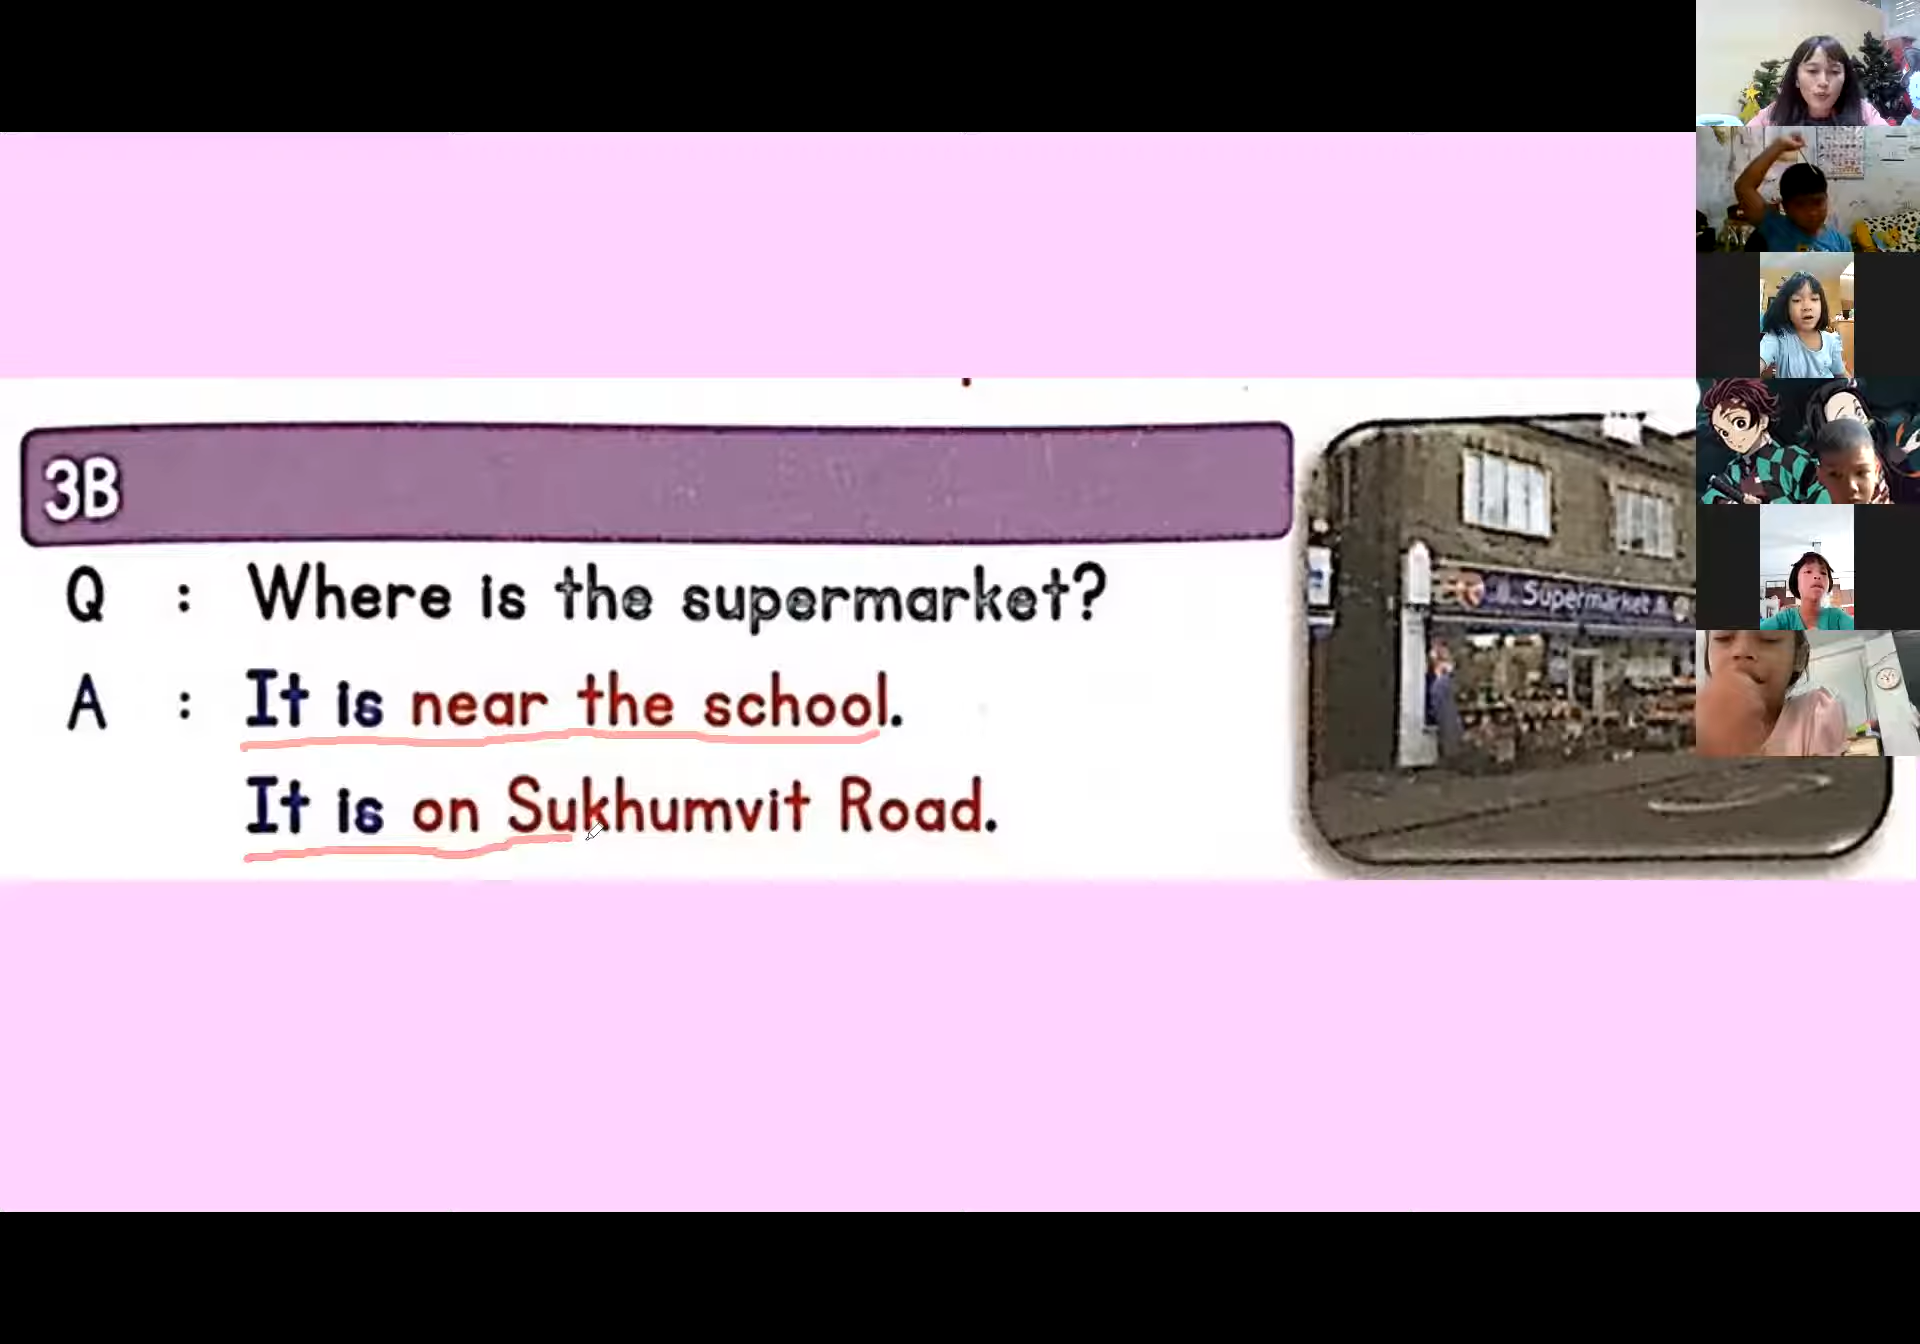 3B
Q : Where is the supermarket?
A : It is near the school.
It is on Sukhumvit Road.
Supermarket